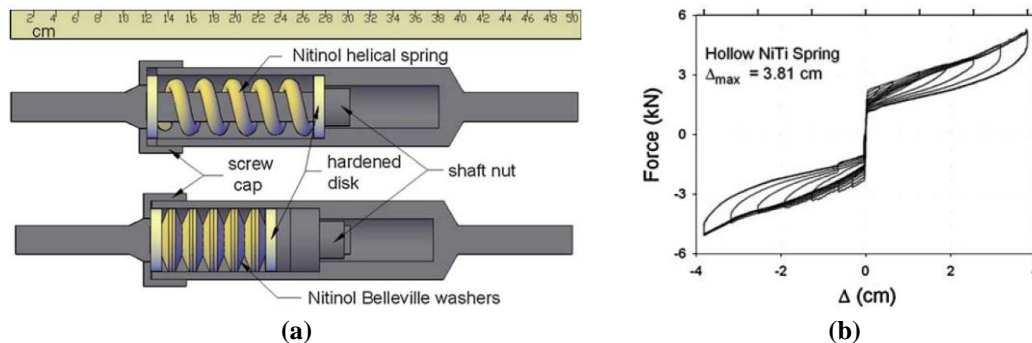 2 4 6 8 10 12 14 16 18 20 22 24 26 28 30 32 34 36 38 40 42 44 46 48 50
cm
Nitinol helical spring
screw
cap
hardened
disk
shaft nut
Nitinol Belleville washers
(a)
6
3
0
-3
-6
Force (kN)
Hollow NiTi Spring
Δmax = 3.81 cm
-4 -2 0 2 4
Δ (cm)
(b)